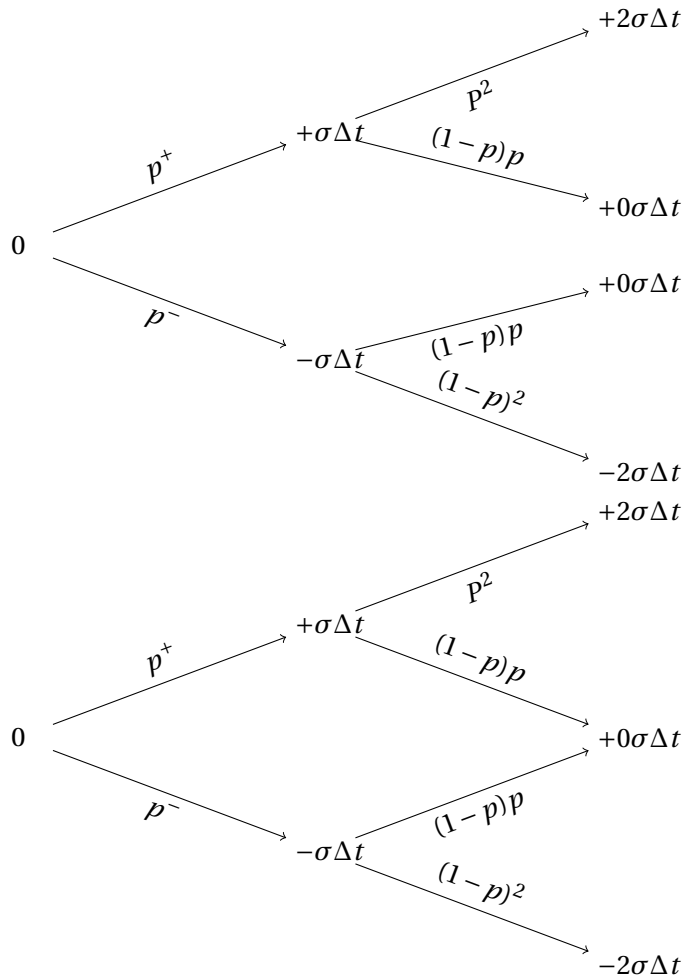 +2σΔt
P²
+σΔt
(1 − p)p
p⁺
+0σΔt
0
+0σΔt
p⁻
(1 − p)p
−σΔt
(1 − p)²
−2σΔt
+2σΔt
P²
+σΔt
p⁺
(1 − p)p
0
+0σΔt
p⁻
(1 − p)p
−σΔt
(1 − p)²
−2σΔt